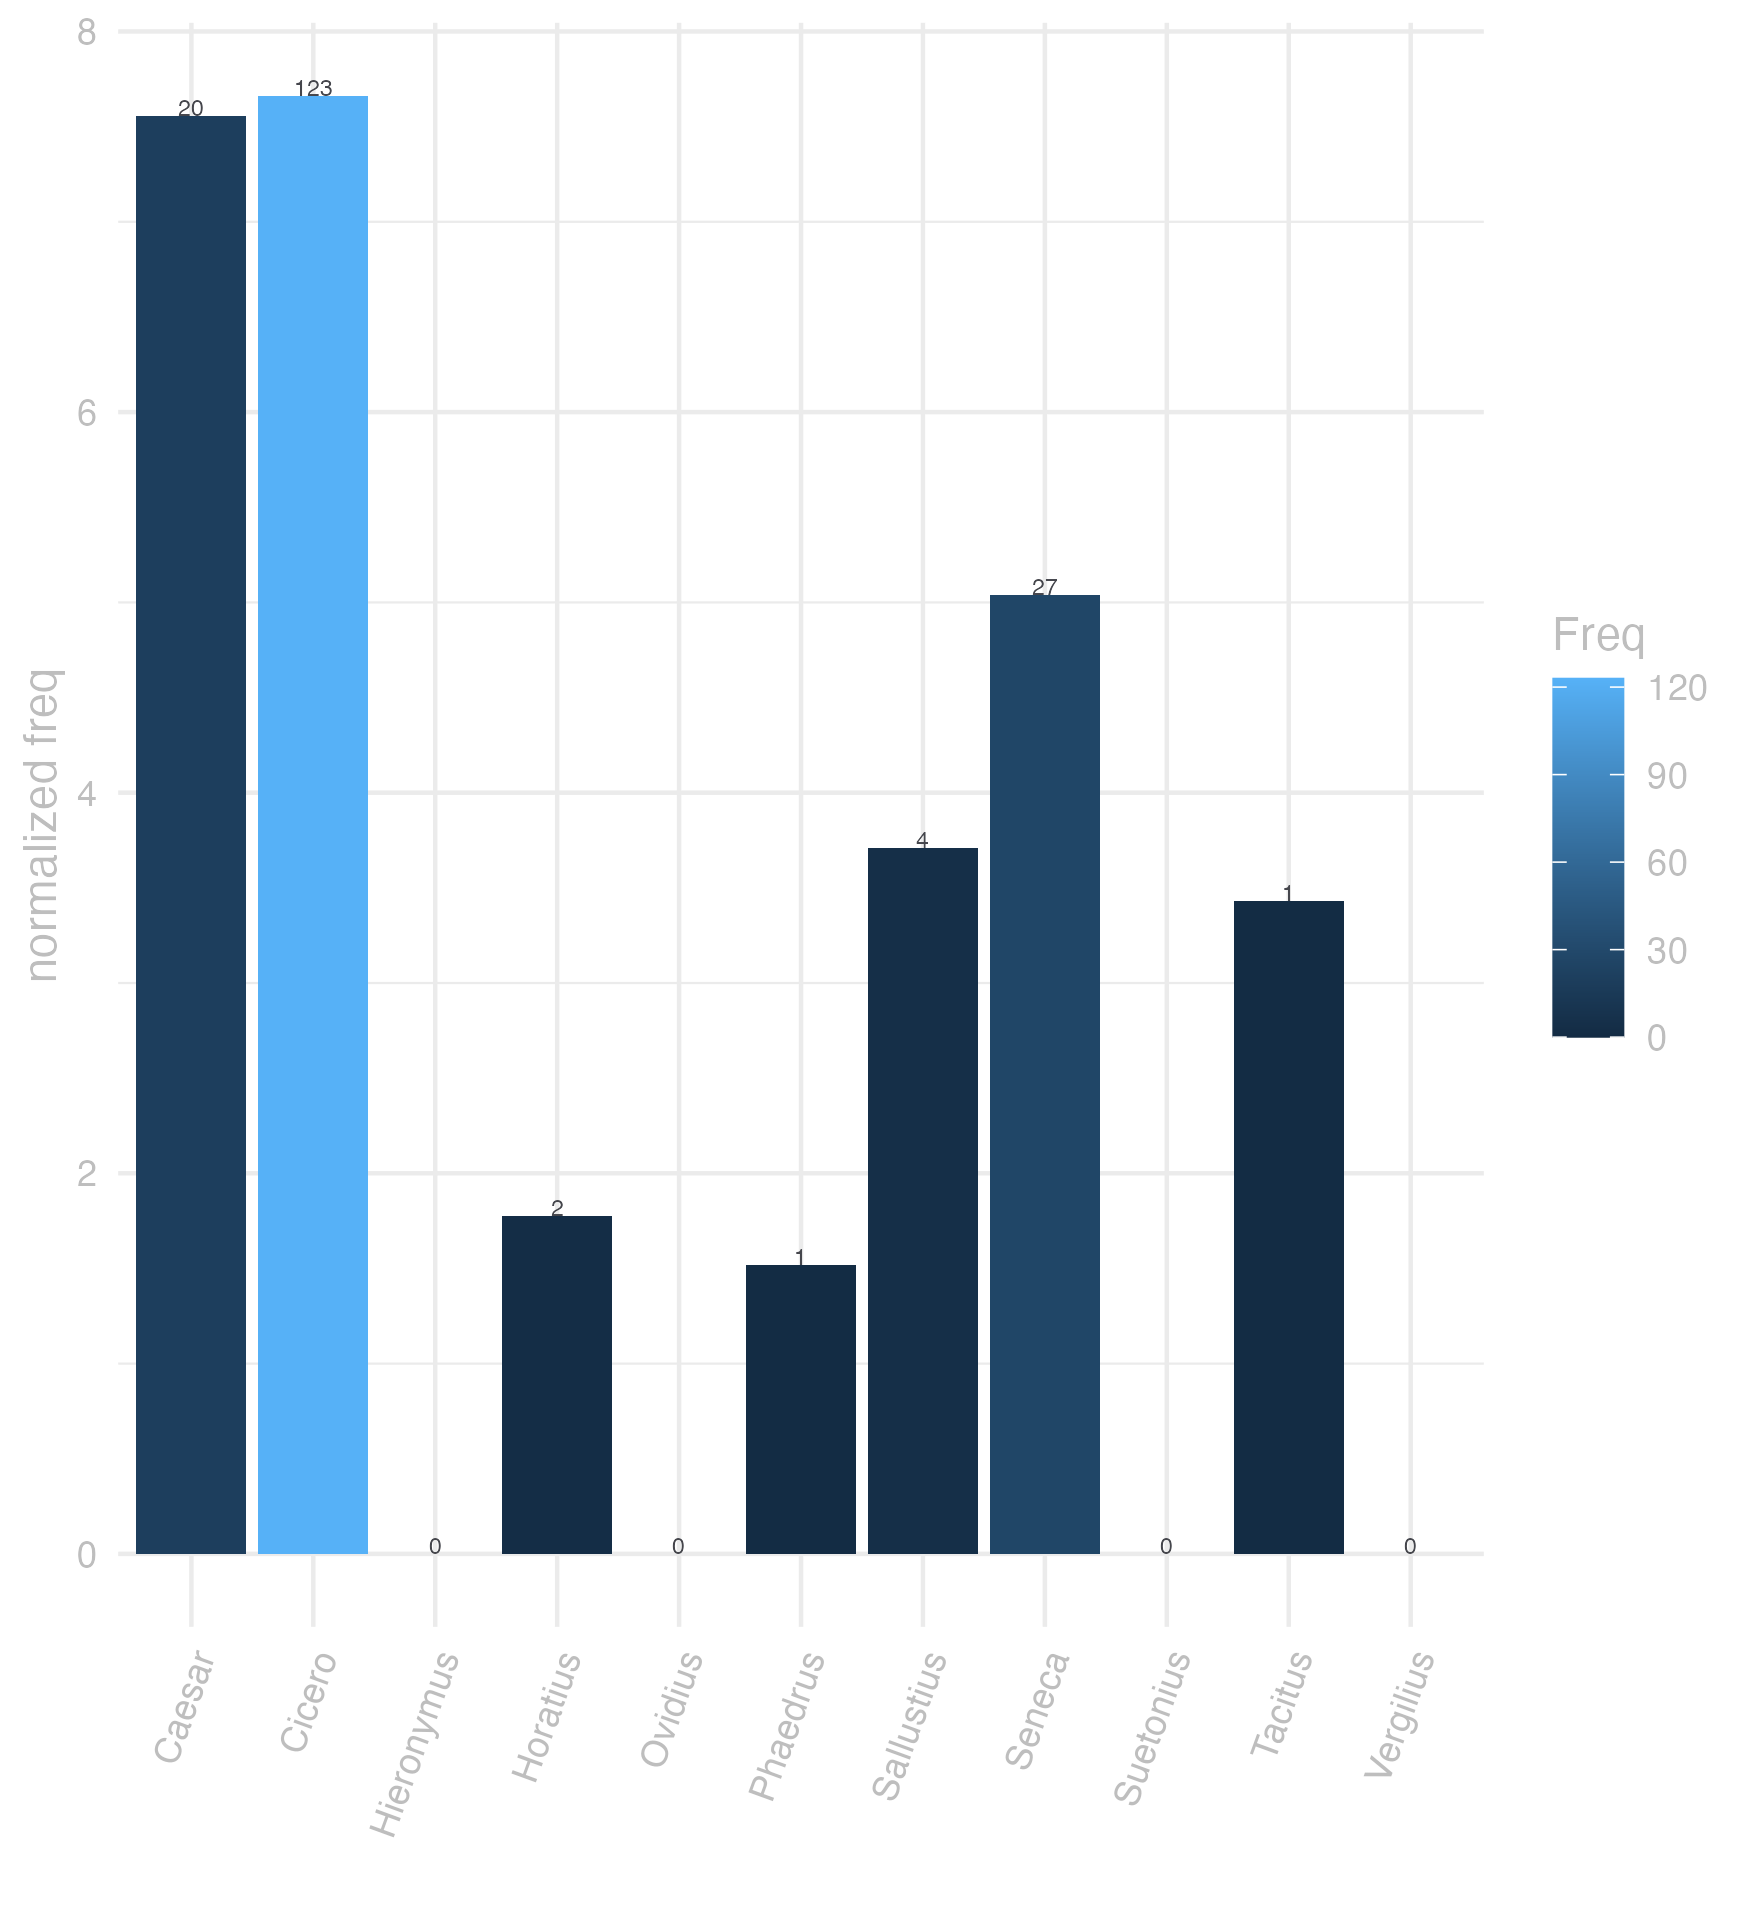 8
6
4
2
0
normalized freq
20
123
0
2
0
1
4
27
0
1
0
Caesar
Cicero
Hieronymus
Horatius
Ovidius
Phaedrus
Sallustius
Seneca
Suetonius
Tacitus
Vergilius
Freq
120
90
60
30
0